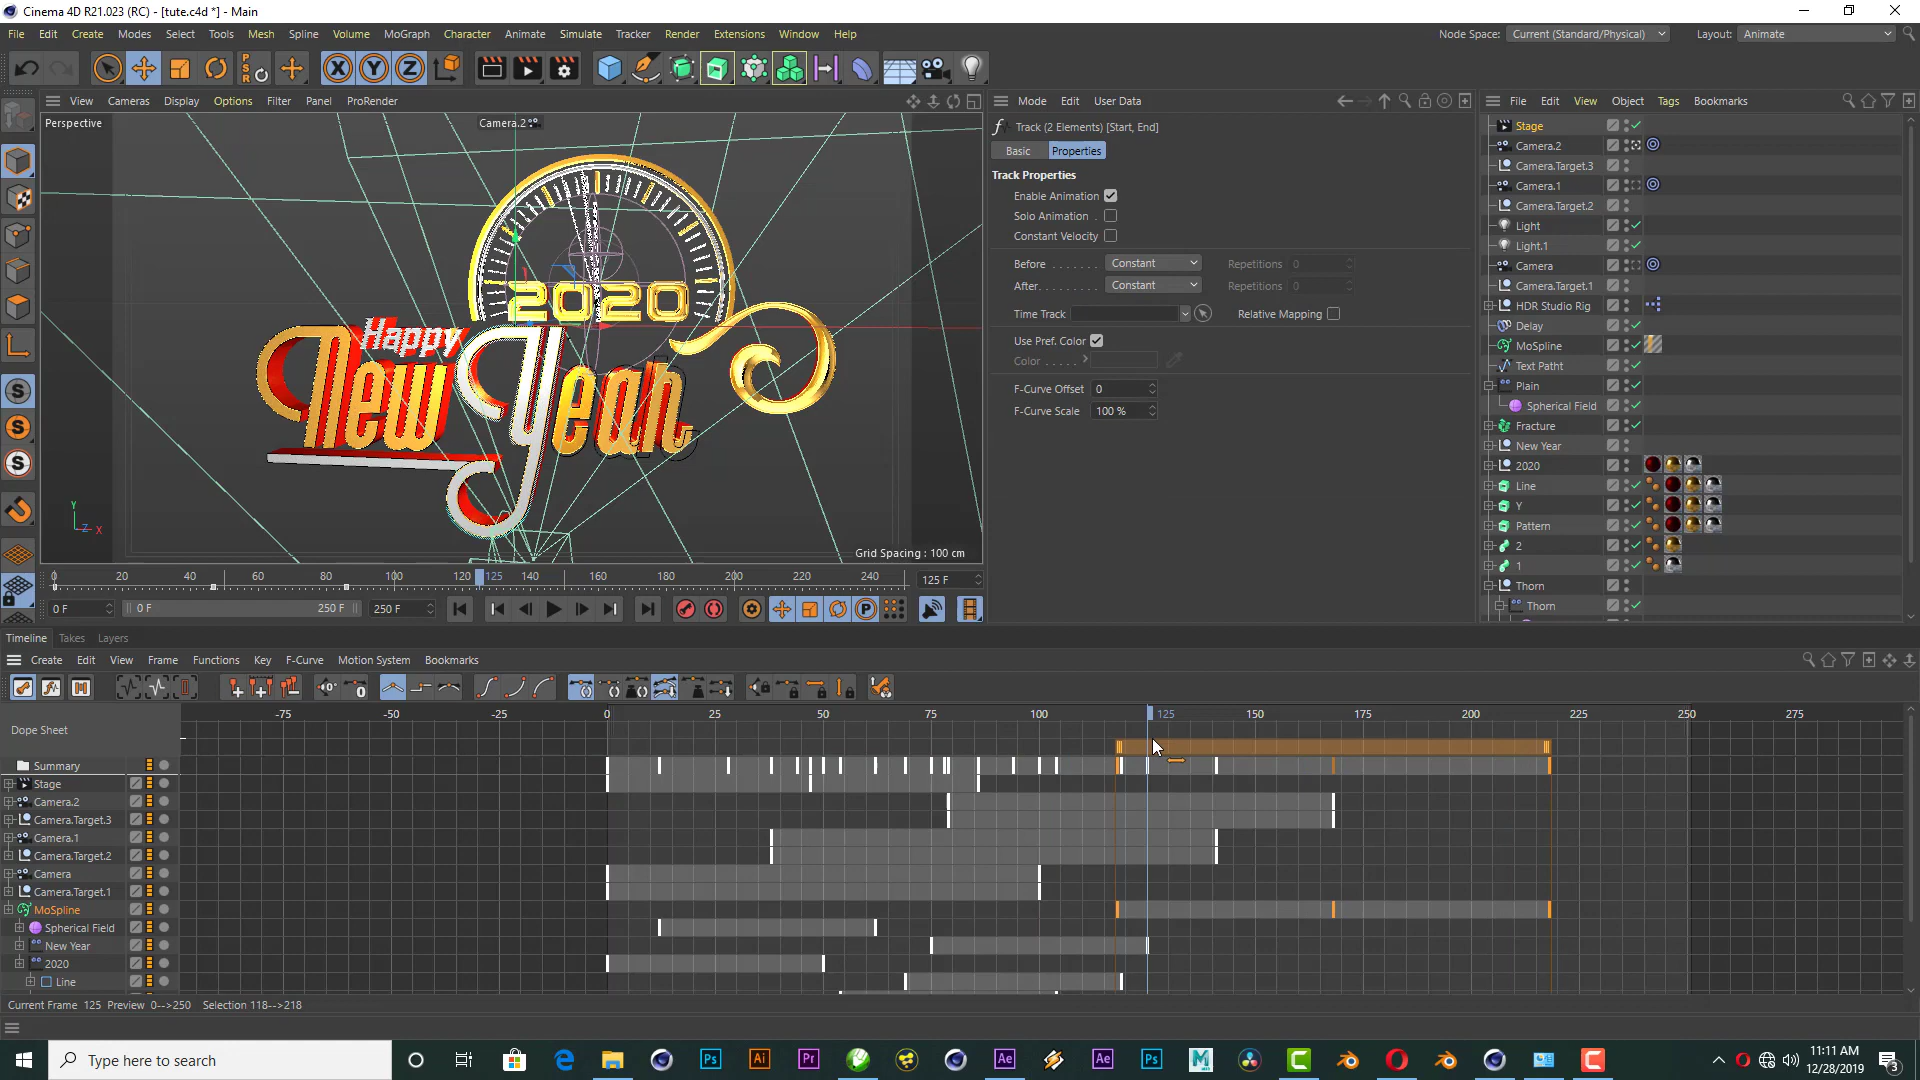 Cinema 4D R21.023 (RC) - [tute.c4d *] - Main
File Edit Create Modes Select Tools Mesh Spline Volume MoGraph Character Animate Simulate Tracker Render Extensions Window Help
Node Space: Current (Standard/Physical) Layout: Animate
View Cameras Display Options Filter Panel ProRender
Perspective
Camera.2
2020
Happy
New Year
Grid Spacing : 100 cm
Y
Z X
0 20 40 60 80 100 120 125 140 160 180 200 220 240
125 F
0 F
0 F
250 F
250 F
Mode Edit User Data
Track (2 Elements) [Start, End]
Basic Properties
Track Properties
Enable Animation
Solo Animation
Constant Velocity
Before Constant Repetitions 0
After Constant Repetitions 0
Time Track Relative Mapping
Use Pref. Color
Color
F-Curve Offset 0
F-Curve Scale 100 %
File Edit View Object Tags Bookmarks
Stage
Camera.2
Camera.Target.3
Camera.1
Camera.Target.2
Light
Light.1
Camera
Camera.Target.1
HDR Studio Rig
Delay
MoSpline
Text Patht
Plain
Spherical Field
Fracture
New Year
2020
Line
Y
Pattern
2
1
Thorn
Thorn
Timeline Takes Layers
Create Edit View Frame Functions Key F-Curve Motion System Bookmarks
Dope Sheet
-75 -50 -25 0 25 50 75 100 125 150 175 200 225 250 275
Summary
Stage
Camera.2
Camera.Target.3
Camera.1
Camera.Target.2
Camera
Camera.Target.1
MoSpline
Spherical Field
New Year
2020
Line
Current Frame 125 Preview 0-->250 Selection 118-->218
Type here to search
11:11 AM
12/28/2019